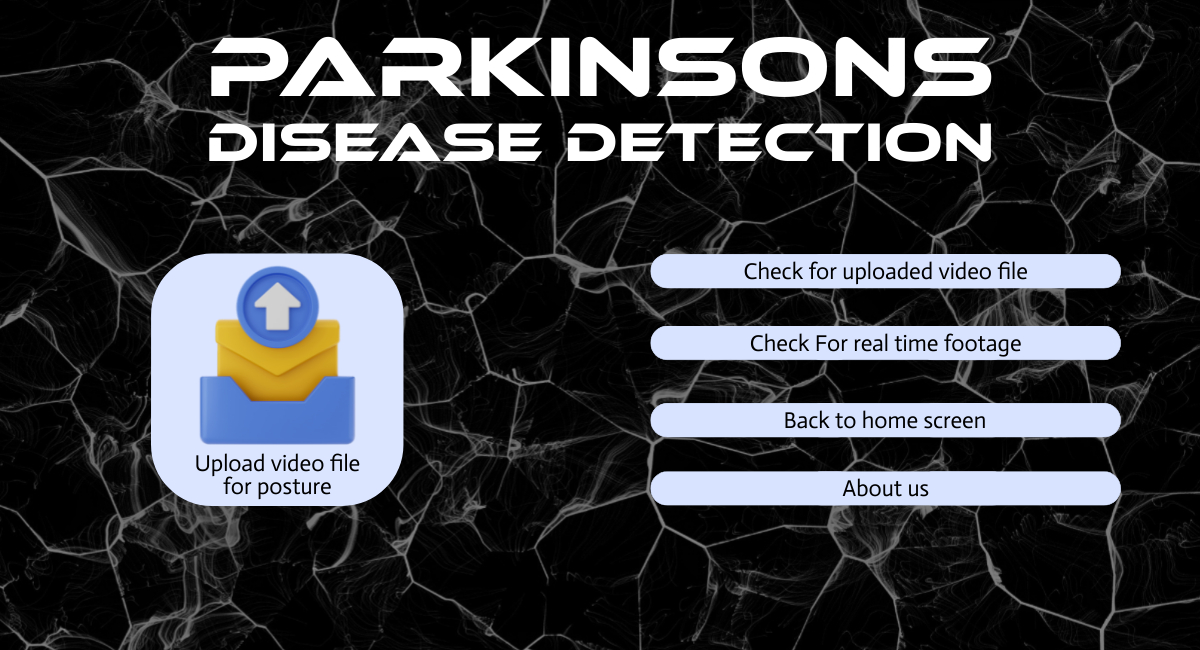 PARKINSONS
DISEASE DETECTION
Upload video file
for posture
Check for uploaded video file
Check For real time footage
Back to home screen
About us